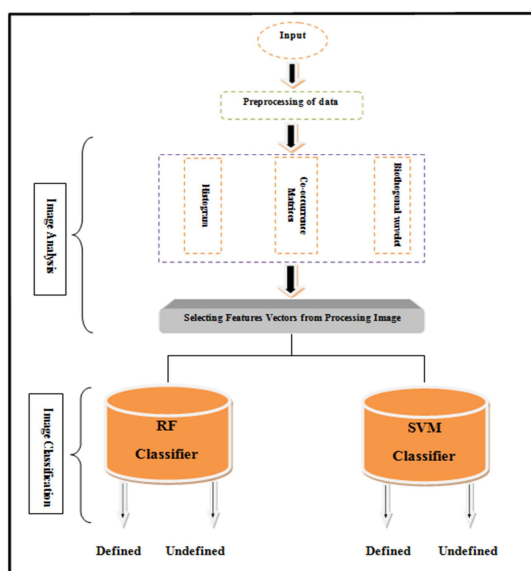 Input
Preprocessing of data
Image Analysis
Histogram
Co-occurrence
Matrices
Biothogonal wavelet
Selecting Features Vectors from Processing Image
Image Classification
RF
Classifier
SVM
Classifier
Defined
Undefined
Defined
Undefined